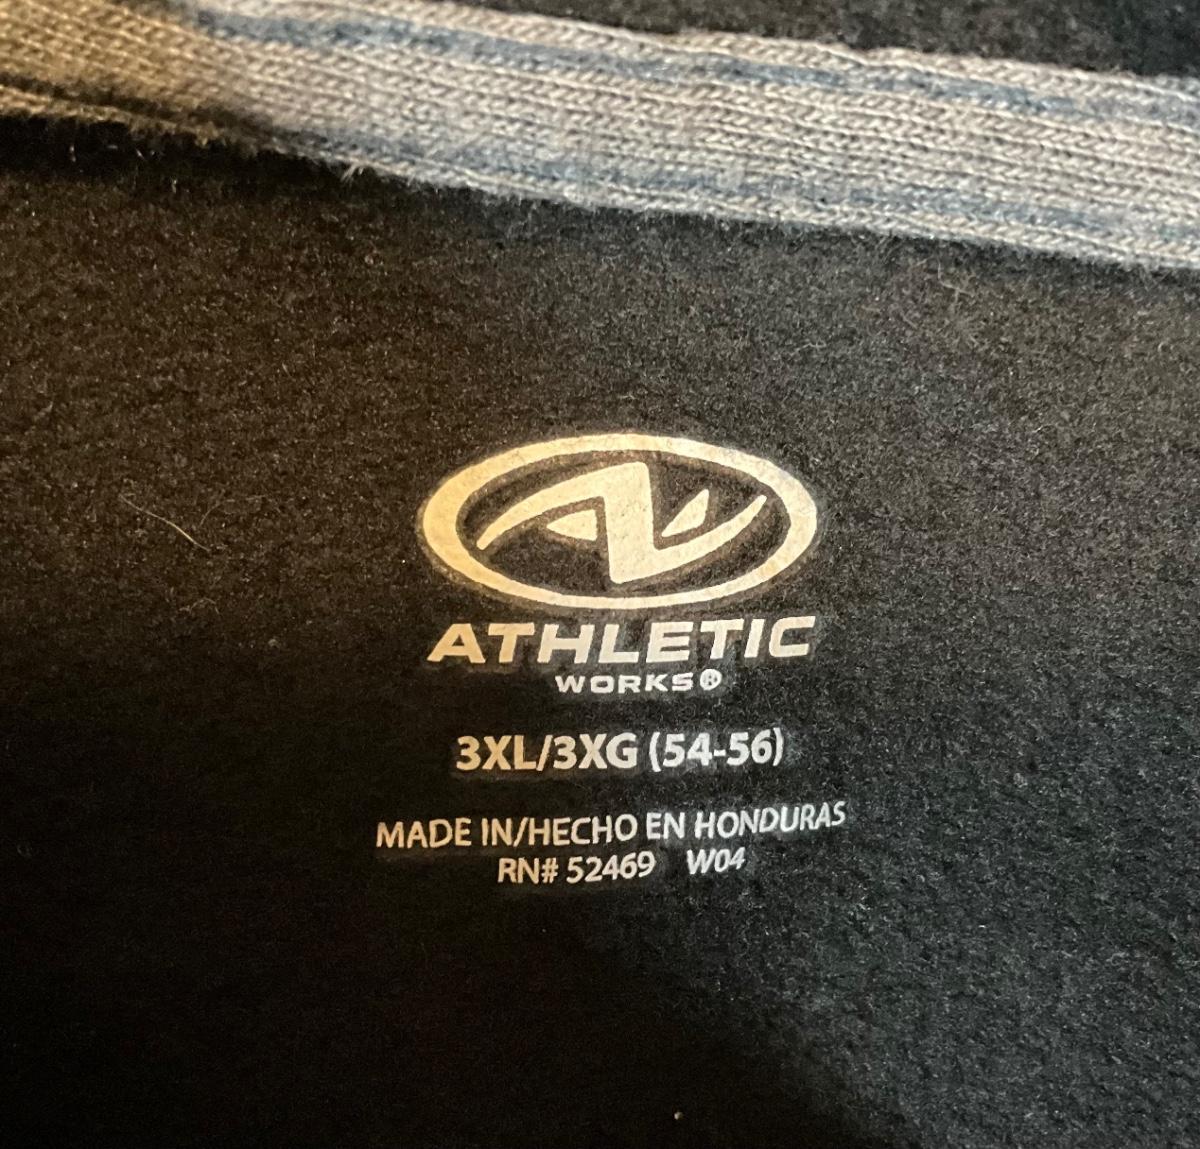 ATHLETIC
WORKS®
3XL/3XG (54-56)
MADE IN/HECHO EN HONDURAS
RN# 52469 W04